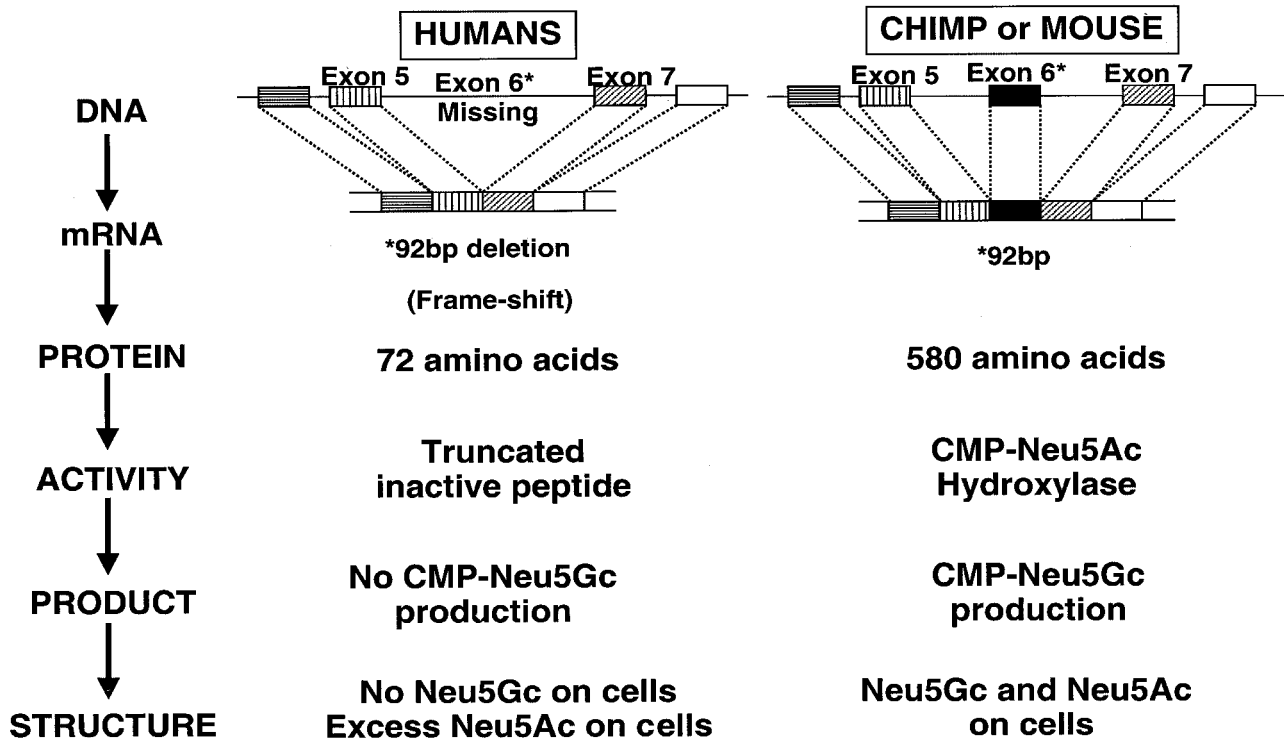 HUMANS
CHIMP or MOUSE
DNA
Exon 5
Exon 6*
Missing
Exon 7
Exon 5
Exon 6*
Exon 7
mRNA
*92bp deletion
(Frame-shift)
*92bp
PROTEIN
72 amino acids
580 amino acids
ACTIVITY
Truncated
inactive peptide
CMP-Neu5Ac
Hydroxylase
PRODUCT
No CMP-Neu5Gc
production
CMP-Neu5Gc
production
STRUCTURE
No Neu5Gc on cells
Excess Neu5Ac on cells
Neu5Gc and Neu5Ac
on cells